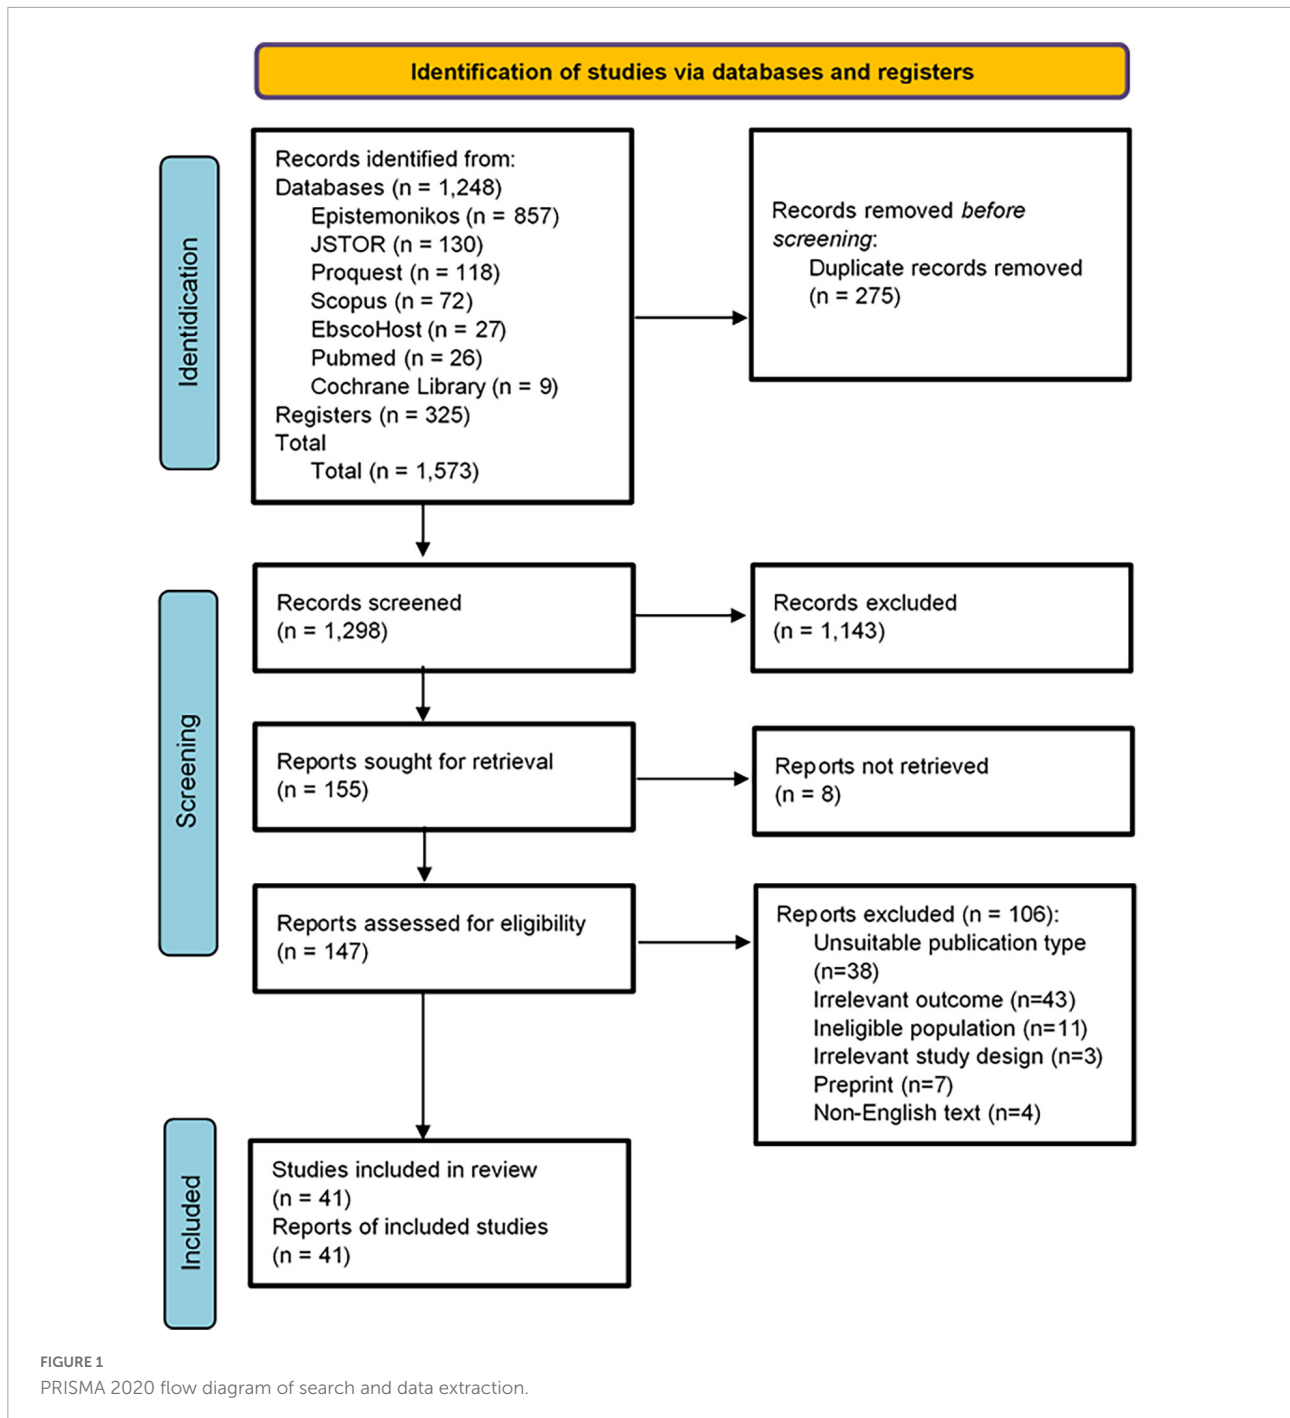 Identification of studies via databases and registers
Identidication
Records identified from:
Databases (n = 1,248)
Epistemonikos (n = 857)
JSTOR (n = 130)
Proquest (n = 118)
Scopus (n = 72)
EbscoHost (n = 27)
Pubmed (n = 26)
Cochrane Library (n = 9)
Registers (n = 325)
Total
Total (n = 1,573)
Records removed before
screening:
Duplicate records removed
(n = 275)
Screening
Records screened
(n = 1,298)
Records excluded
(n = 1,143)
Reports sought for retrieval
(n = 155)
Reports not retrieved
(n = 8)
Reports assessed for eligibility
(n = 147)
Reports excluded (n = 106):
Unsuitable publication type
(n=38)
Irrelevant outcome (n=43)
Ineligible population (n=11)
Irrelevant study design (n=3)
Preprint (n=7)
Non-English text (n=4)
Included
Studies included in review
(n = 41)
Reports of included studies
(n = 41)
FIGURE 1
PRISMA 2020 flow diagram of search and data extraction.